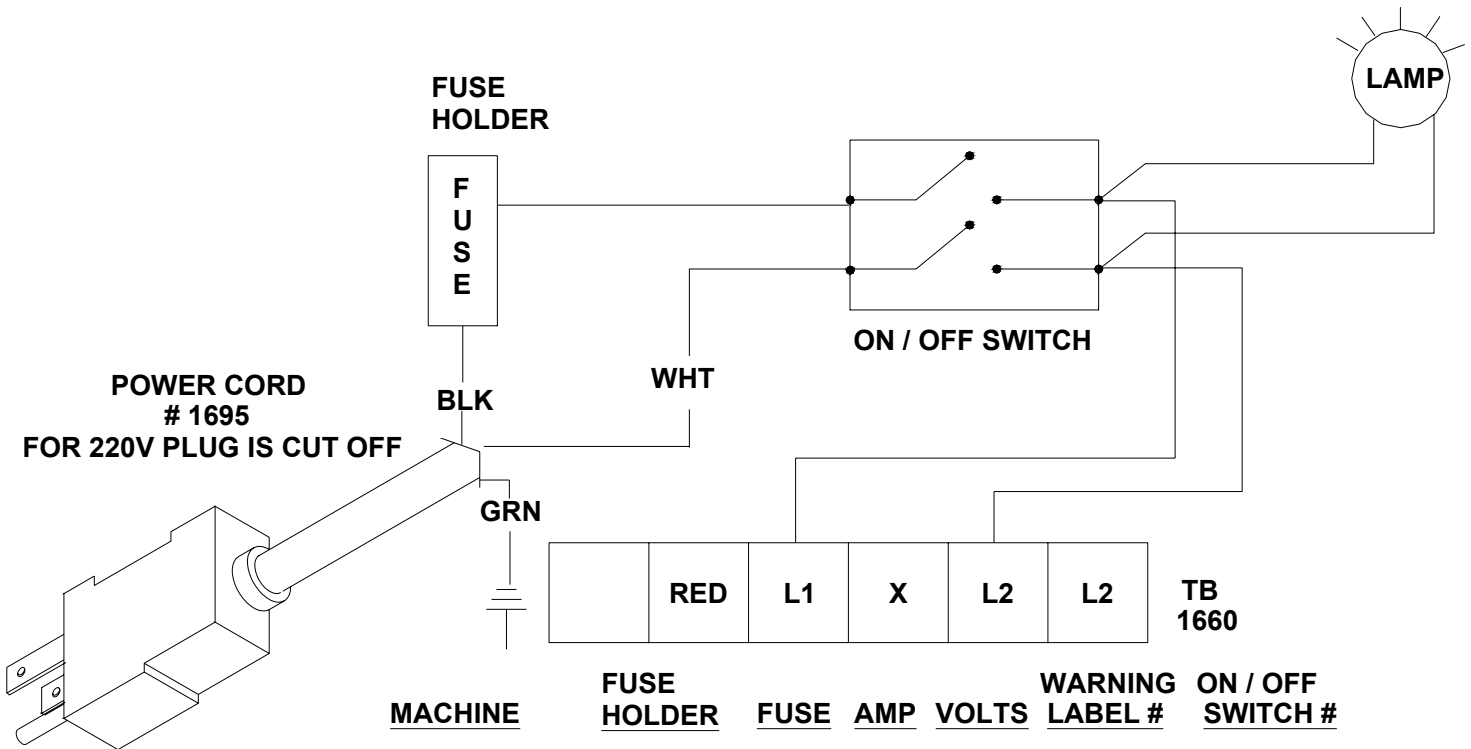 LAMP
FUSE
HOLDER
F
U
S
E
ON / OFF SWITCH
WHT
POWER CORD
# 1695
FOR 220V PLUG IS CUT OFF
BLK
GRN
RED L1 X L2 L2
TB
1660
MACHINE
FUSE
HOLDER
FUSE
AMP
VOLTS
WARNING
LABEL #
ON / OFF
SWITCH #